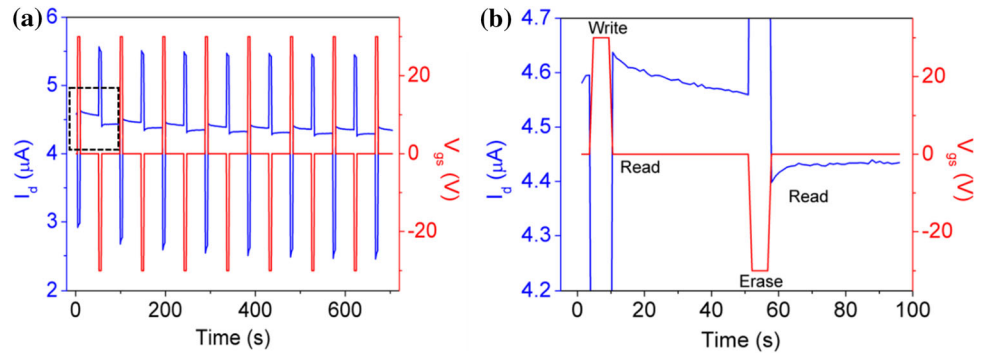 (a)
6
5
4
3
2
I_d (μA)
20
0
-20
V_gs (V)
0
200
400
600
Time (s)
(b)
4.7
4.6
4.5
4.4
4.3
4.2
I_d (μA)
Write
Read
Read
Erase
20
0
-20
V_gs (V)
0
20
40
60
80
100
Time (s)